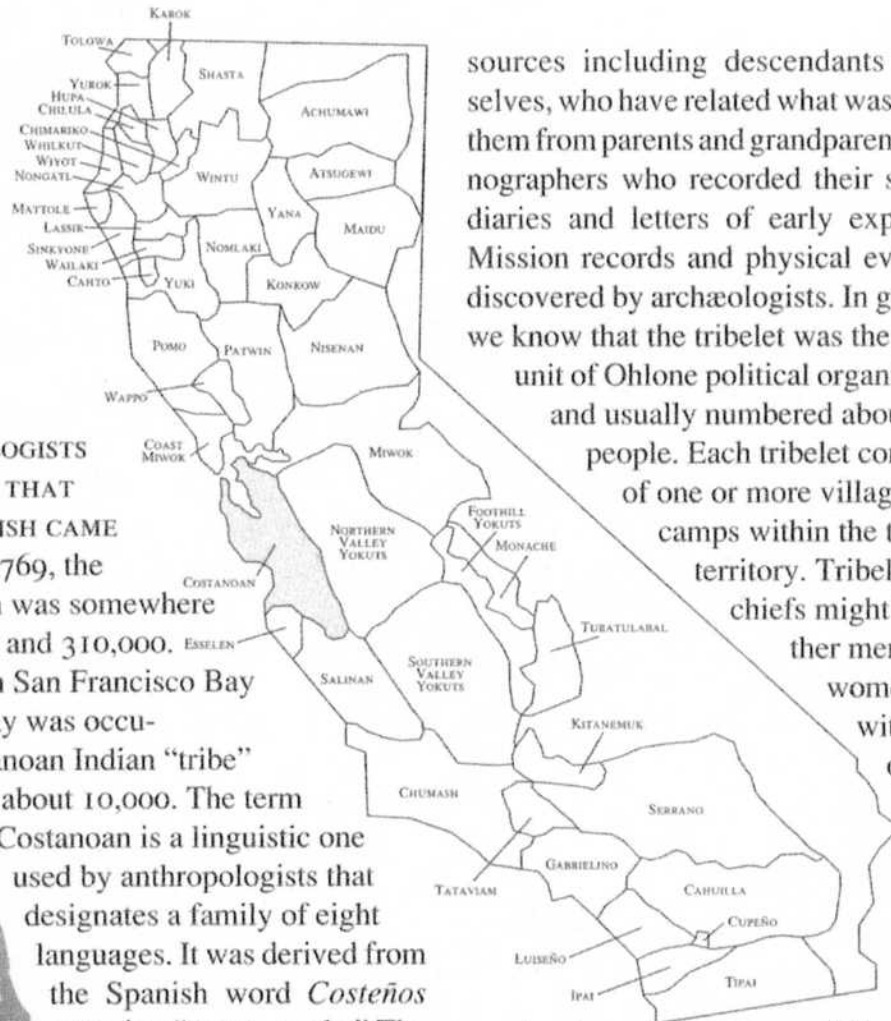 KAROK
TOLOWA
SHASTA
YUROK
HUPA
CHILULA
ACHUMAWI
CHIMARIKO
WHILKUT
WIYOT
NONGATL
WINTU
ATSUGEWI
MATTOLE
YANA
MAIDU
LASSIK
SINKYONE
NOMLAKI
WAILAKI
CAHTO
YUKI
KONKOW
POMO
PATWIN
NISENAN
WAPPO
COAST
MIWOK
MIWOK
FOOTHILL
YOKUTS
NORTHERN
VALLEY
YOKUTS
MONACHE
COSTANOAN
ESSELEN
TUBATULABAL
SALINAN
SOUTHERN
VALLEY
YOKUTS
KITANEMUK
CHUMASH
SERRANO
GABRIELINO
TATAVIAM
CAHUILLA
CUPEÑO
LUISEÑO
IPAI
TIPAI
OGISTS
THAT
ISH CAME
769, the
was somewhere
and 310,000.
San Francisco Bay
y was occu-
noan Indian “tribe”
about 10,000. The term
Costanoan is a linguistic one
used by anthropologists that
designates a family of eight
languages. It was derived from
the Spanish word Costeños
sources including descendants
selves, who have related what was
them from parents and grandparen
nographers who recorded their s
diaries and letters of early exp
Mission records and physical ev
discovered by archæologists. In g
we know that the tribelet was the
unit of Ohlone political organi
and usually numbered abou
people. Each tribelet con
of one or more villag
camps within the t
territory. Tribel
chiefs might
ther mer
wom
wit